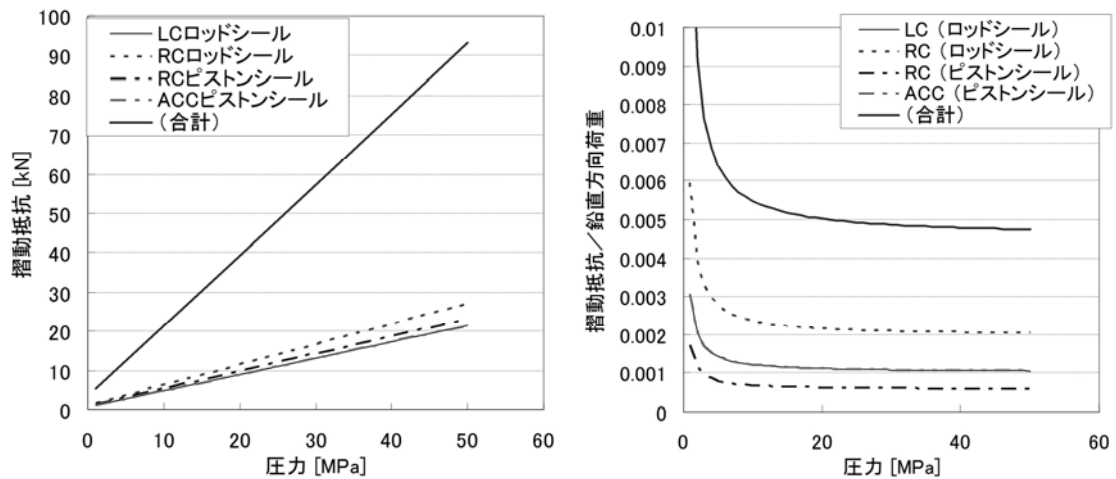 100
90
80
70
60
50
40
30
20
10
0
摺動抵抗 [kN]
LCロッドシール
RCロッドシール
RCピストンシール
ACCピストンシール
(合計)
0 10 20 30 40 50 60
圧力 [MPa]
0.01
0.009
0.008
0.007
0.006
0.005
0.004
0.003
0.002
0.001
0
摺動抵抗／鉛直方向荷重
LC (ロッドシール)
RC (ロッドシール)
RC (ピストンシール)
ACC (ピストンシール)
(合計)
0 20 40 60
圧力 [MPa]